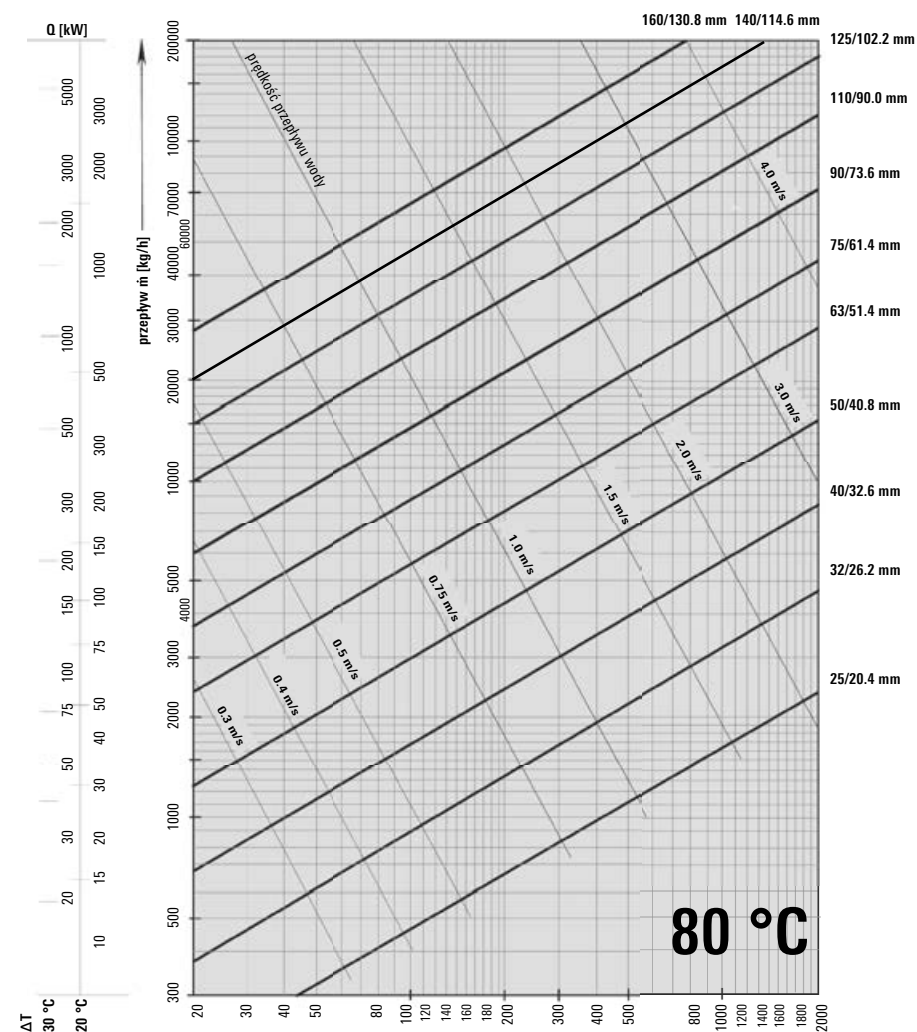 160/130.8 mm 140/114.6 mm
Q [kW]
125/102.2 mm
110/90.0 mm
90/73.6 mm
75/61.4 mm
63/51.4 mm
50/40.8 mm
40/32.6 mm
32/26.2 mm
25/20.4 mm
5000
3000
2000
1000
500
300
200
150
100
75
50
30
20
3000
2000
1000
500
300
200
150
100
75
50
40
30
20
15
10
ΔT
30 °C
20 °C
przepływ ṁ [kg/h]
200000
100000
70000
60000
40000
30000
20000
10000
5000
4000
3000
2000
1000
500
300
prędkość przepływu wody
0.3 m/s
0.4 m/s
0.5 m/s
0.75 m/s
1.0 m/s
1.5 m/s
2.0 m/s
3.0 m/s
4.0 m/s
80 °C
20 30 40 50 80 100 120 140 160 180 200 300 400 500 800 1000 1200 1400 1600 1800 2000